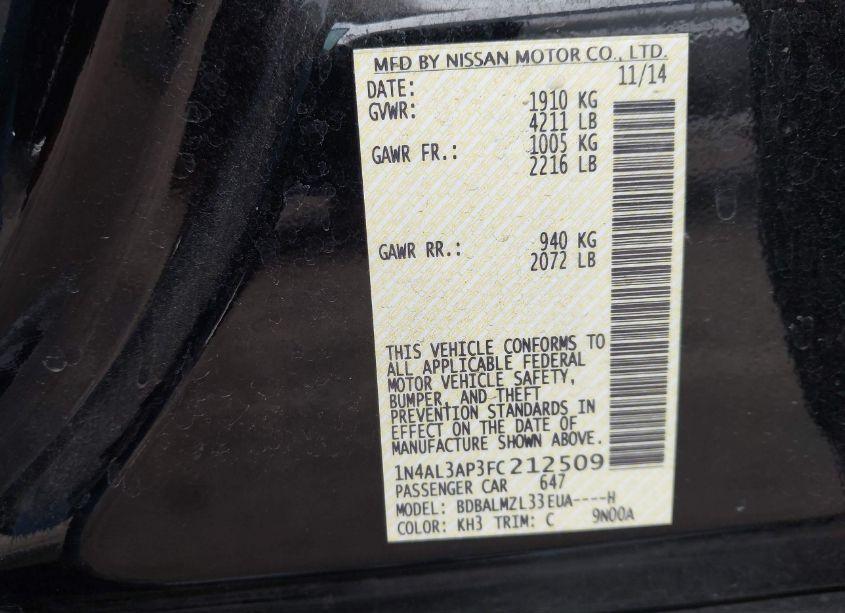 MFD BY NISSAN MOTOR CO., LTD.
DATE: 11/14
GVWR: 1910 KG
4211 LB
GAWR FR.: 1005 KG
2216 LB
GAWR RR.: 940 KG
2072 LB
THIS VEHICLE CONFORMS TO
ALL APPLICABLE FEDERAL
MOTOR VEHICLE SAFETY,
BUMPER, AND THEFT
PREVENTION STANDARDS IN
EFFECT ON THE DATE OF
MANUFACTURE SHOWN ABOVE.
1N4AL3AP3FC212509
PASSENGER CAR 647
MODEL: BDBALMZL33EUA----H
COLOR: KH3 TRIM: C 9N00A